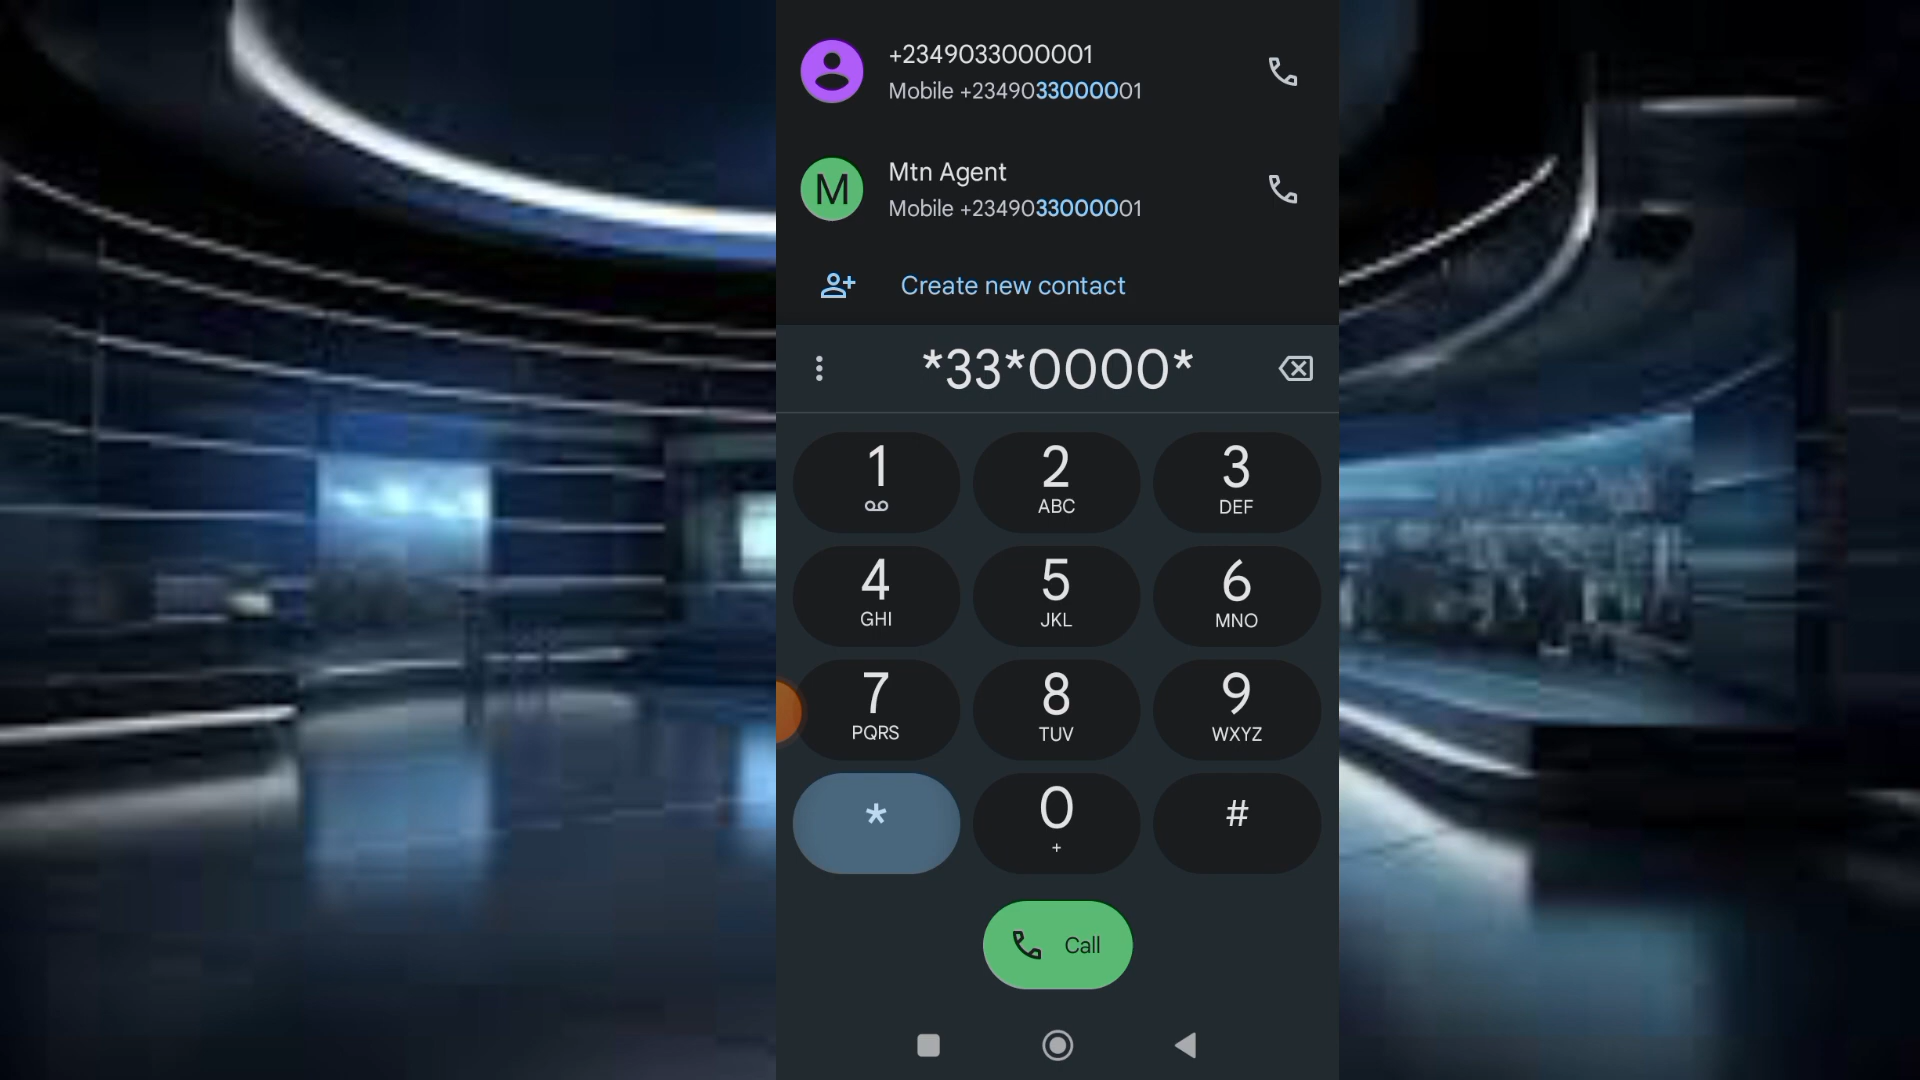 +2349033000001
Mobile +2349033000001
Mtn Agent
Mobile +2349033000001
Create new contact
*33*0000*
1
2
ABC
3
DEF
4
GHI
5
JKL
6
MNO
7
PQRS
8
TUV
9
WXYZ
*
0
+
#
Call
M